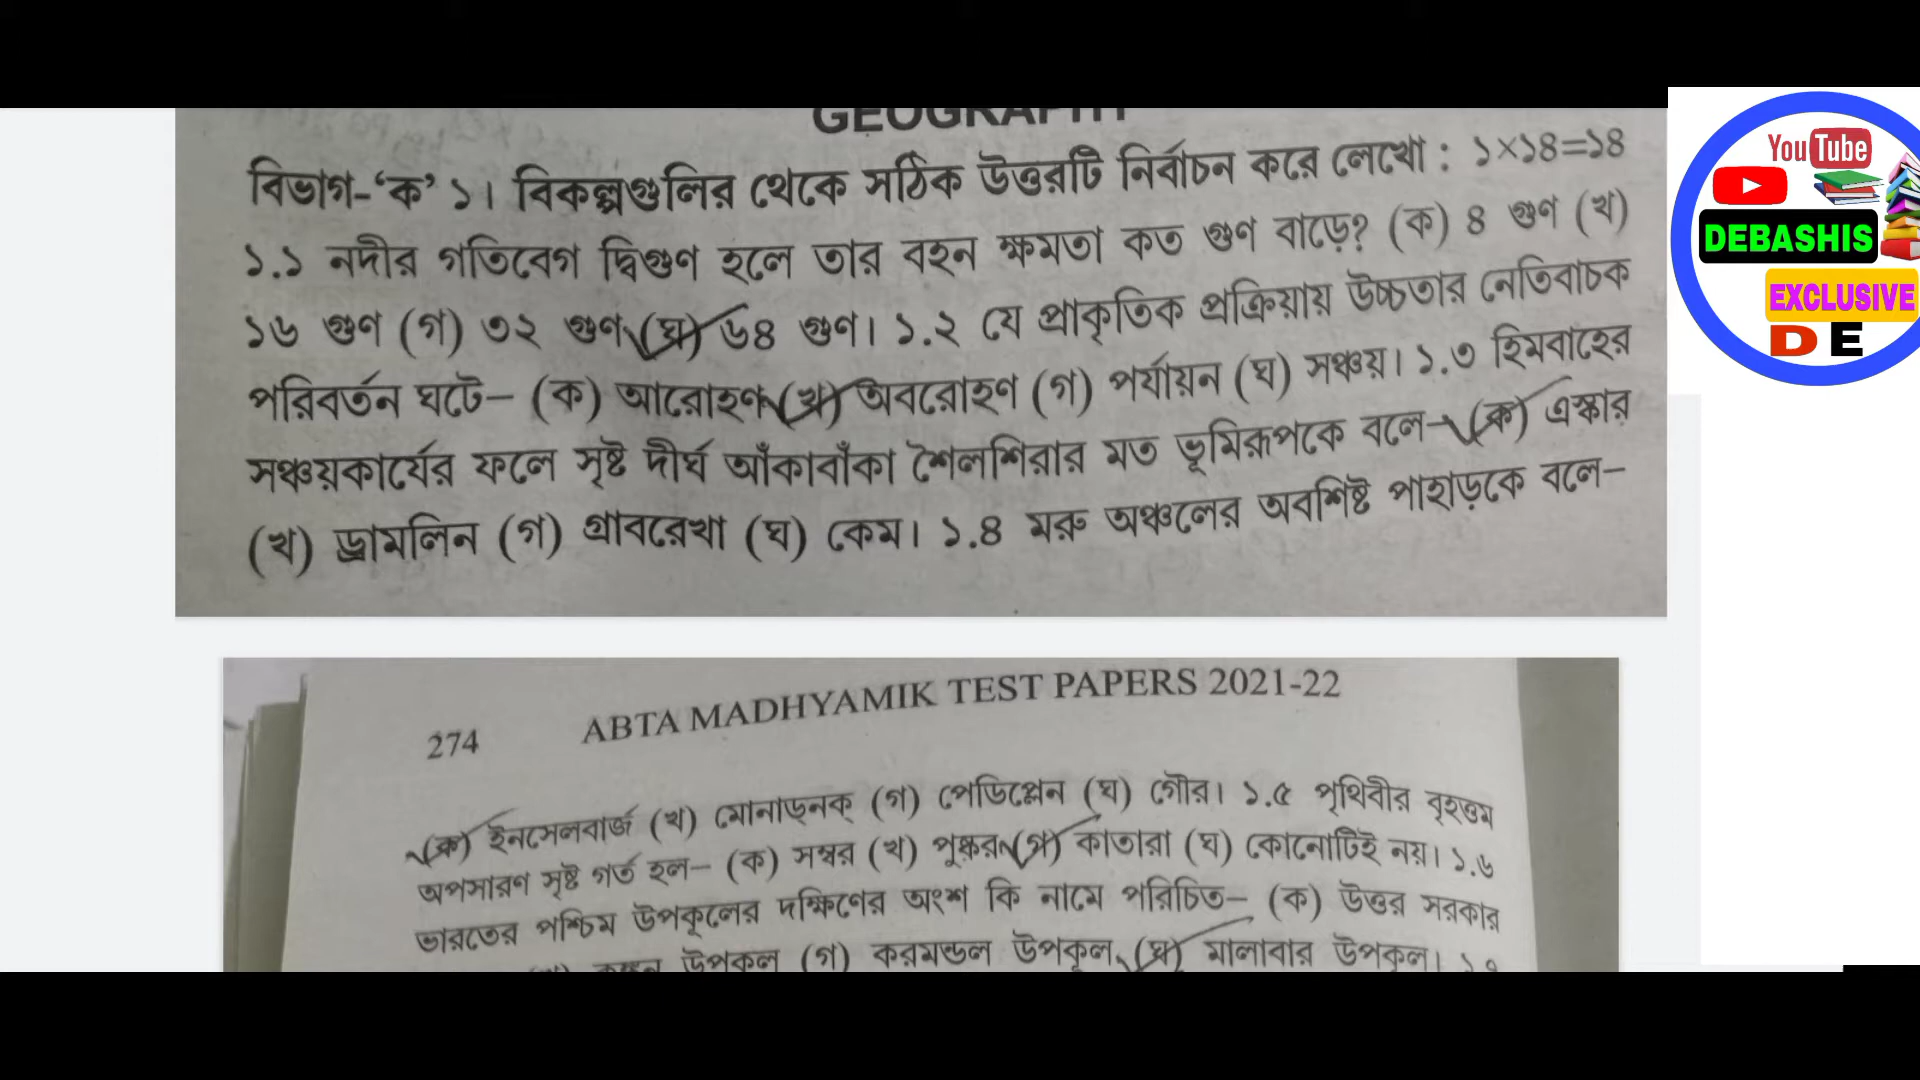 GEOGRAPHY
বিভাগ-‘ক’ ১। বিকল্পগুলির থেকে সঠিক উত্তরটি নির্বাচন করে লেখো : ১×১৪=১৪
১.১ নদীর গতিবেগ দ্বিগুণ হলে তার বহন ক্ষমতা কত গুণ বাড়ে? (ক) ৪ গুণ (খ)
১৬ গুণ (গ) ৩২ গুণ (ঘ) ৬৪ গুণ। ১.২ যে প্রাকৃতিক প্রক্রিয়ায় উচ্চতার নেতিবাচক
পরিবর্তন ঘটে– (ক) আরোহণ (খ) অবরোহণ (গ) পর্যায়ন (ঘ) সঞ্চয়। ১.৩ হিমবাহের
সঞ্চয়কার্যের ফলে সৃষ্ট দীর্ঘ আঁকাবাঁকা শৈলশিরার মত ভূমিরূপকে বলে– (ক) এস্কার
(খ) ড্রামলিন (গ) গ্রাবরেখা (ঘ) কেম। ১.৪ মরু অঞ্চলের অবশিষ্ট পাহাড়কে বলে–
You Tube
DEBASHIS
EXCLUSIVE
D E
274 ABTA MADHYAMIK TEST PAPERS 2021-22
(ক) ইনসেলবার্জ (খ) মোনাড্‌নক্ (গ) পেডিপ্লেন (ঘ) গৌর। ১.৫ পৃথিবীর বৃহত্তম
অপসারণ সৃষ্ট গর্ত হল– (ক) সম্বর (খ) পুষ্কর (গ) কাতারা (ঘ) কোনোটিই নয়। ১.৬
ভারতের পশ্চিম উপকূলের দক্ষিণের অংশ কি নামে পরিচিত– (ক) উত্তর সরকার
উপকূল (গ) করমন্ডল উপকূল (ঘ) মালাবার উপকূল।